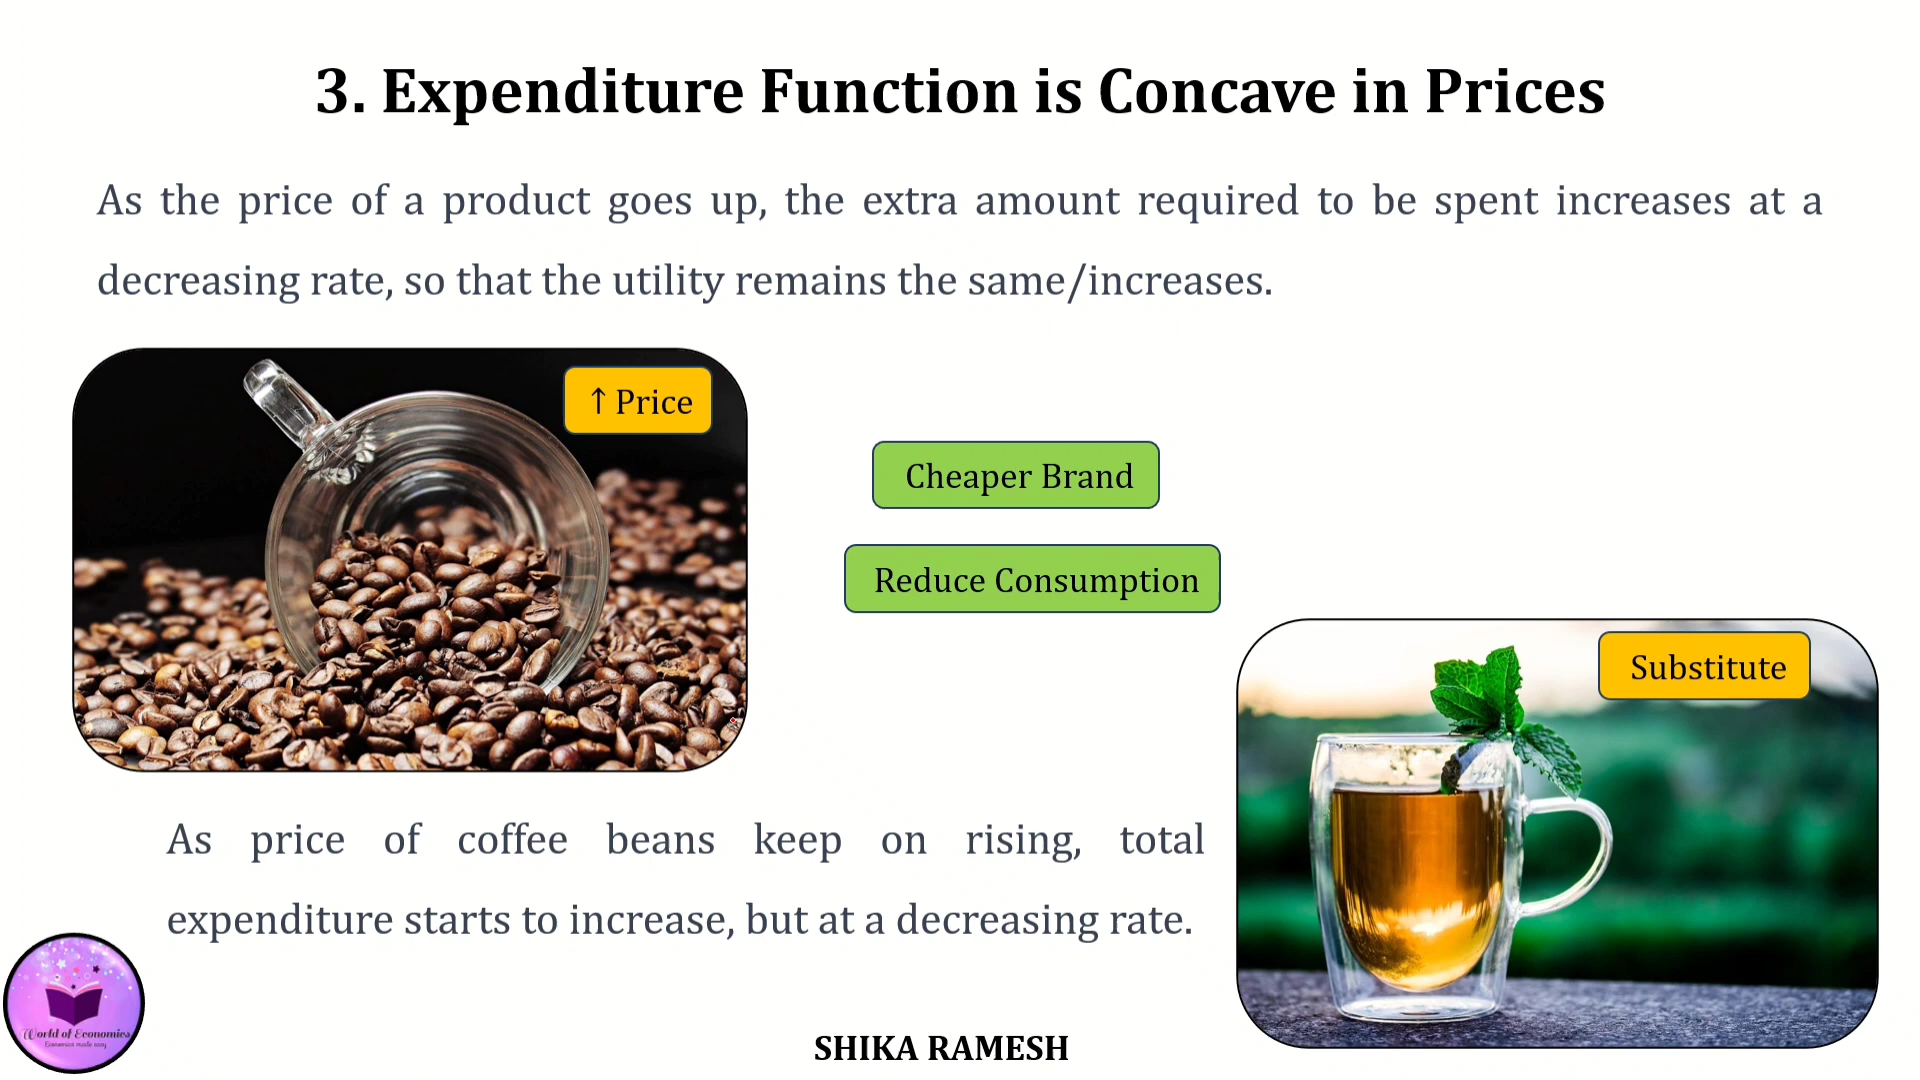 3. Expenditure Function is Concave in Prices
As the price of a product goes up, the extra amount required to be spent increases at a
decreasing rate, so that the utility remains the same/increases.
↑ Price
Cheaper Brand
Reduce Consumption
Substitute
As price of coffee beans keep on rising, total
expenditure starts to increase, but at a decreasing rate.
World of Economics
Economics made easy
SHIKA RAMESH